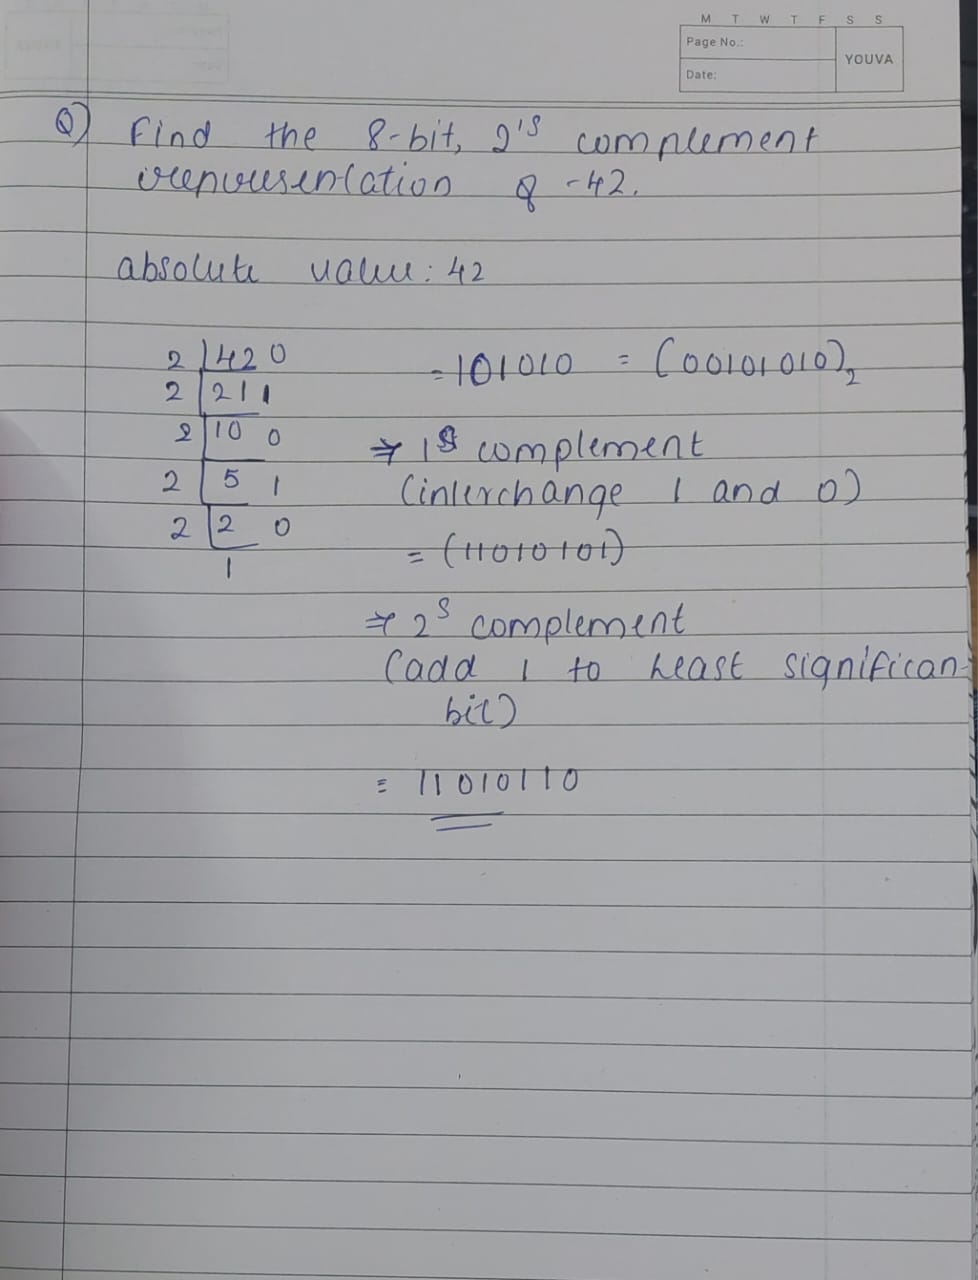 M T W T F S S
Page No.:
YOUVA
Date:
Q) Find the 8-bit, 2's complement
representation of -42.
absolute value: 42
2 42 0
2 21 1
2 10 0
2 5 1
2 2 0
1
= 101010 = (00101010)2
⇒ 1s complement
(interchange 1 and 0)
= (11010101)
⇒ 2s complement
(add 1 to least significan
bit)
= 11010110